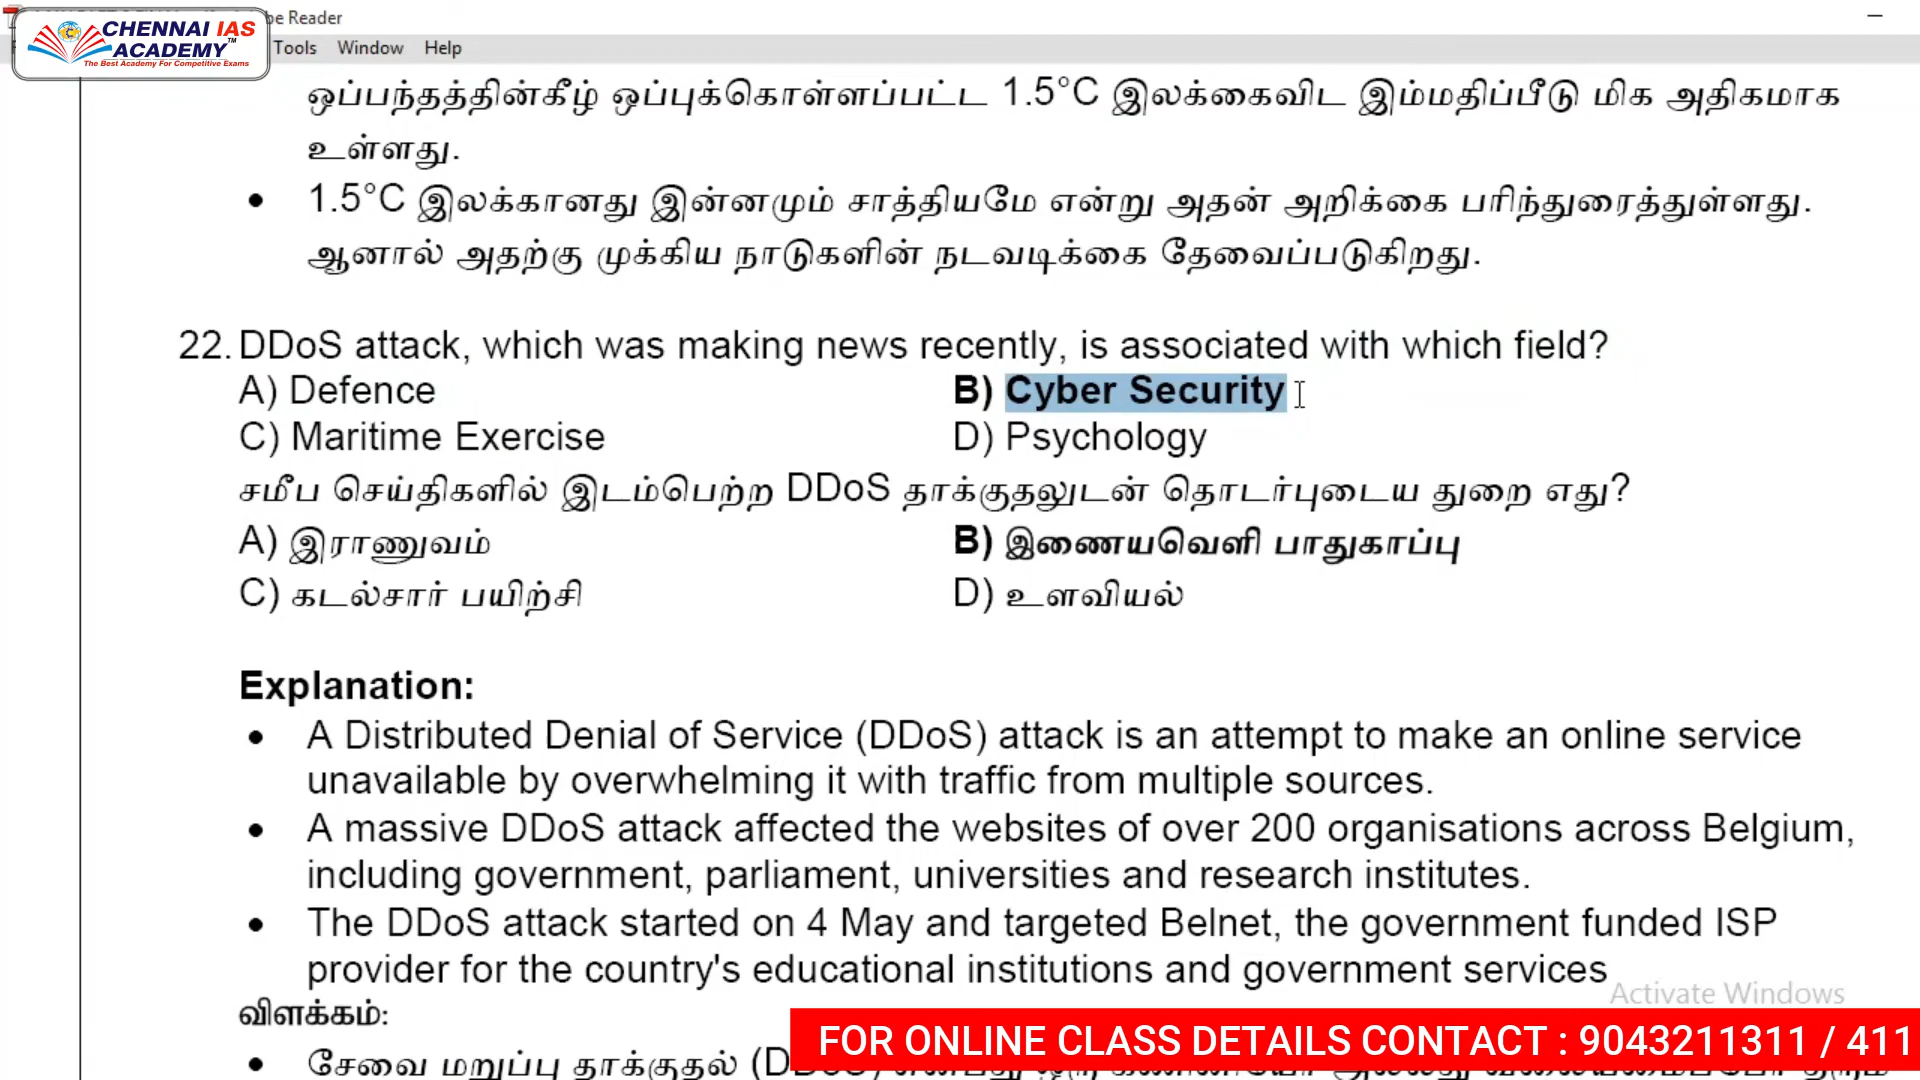 CHENNAI IAS
ACADEMY™
The Best Academy For Competitive Exams
be Reader
Tools Window Help
ஒப்பந்தத்தின்கீழ் ஒப்புக்கொள்ளப்பட்ட 1.5°C இலக்கைவிட இம்மதிப்பீடு மிக அதிகமாக
உள்ளது.
• 1.5°C இலக்கானது இன்னமும் சாத்தியமே என்று அதன் அறிக்கை பரிந்துரைத்துள்ளது.
ஆனால் அதற்கு முக்கிய நாடுகளின் நடவடிக்கை தேவைப்படுகிறது.
22. DDoS attack, which was making news recently, is associated with which field?
A) Defence B) Cyber Security
C) Maritime Exercise D) Psychology
சமீப செய்திகளில் இடம்பெற்ற DDoS தாக்குதலுடன் தொடர்புடைய துறை எது?
A) இராணுவம் B) இணையவெளி பாதுகாப்பு
C) கடல்சார் பயிற்சி D) உளவியல்
Explanation:
• A Distributed Denial of Service (DDoS) attack is an attempt to make an online service
unavailable by overwhelming it with traffic from multiple sources.
• A massive DDoS attack affected the websites of over 200 organisations across Belgium,
including government, parliament, universities and research institutes.
• The DDoS attack started on 4 May and targeted Belnet, the government funded ISP
provider for the country's educational institutions and government services
Activate Windows
விளக்கம்:
FOR ONLINE CLASS DETAILS CONTACT : 9043211311 / 411
• சேவை மறுப்பு தாக்குதல்